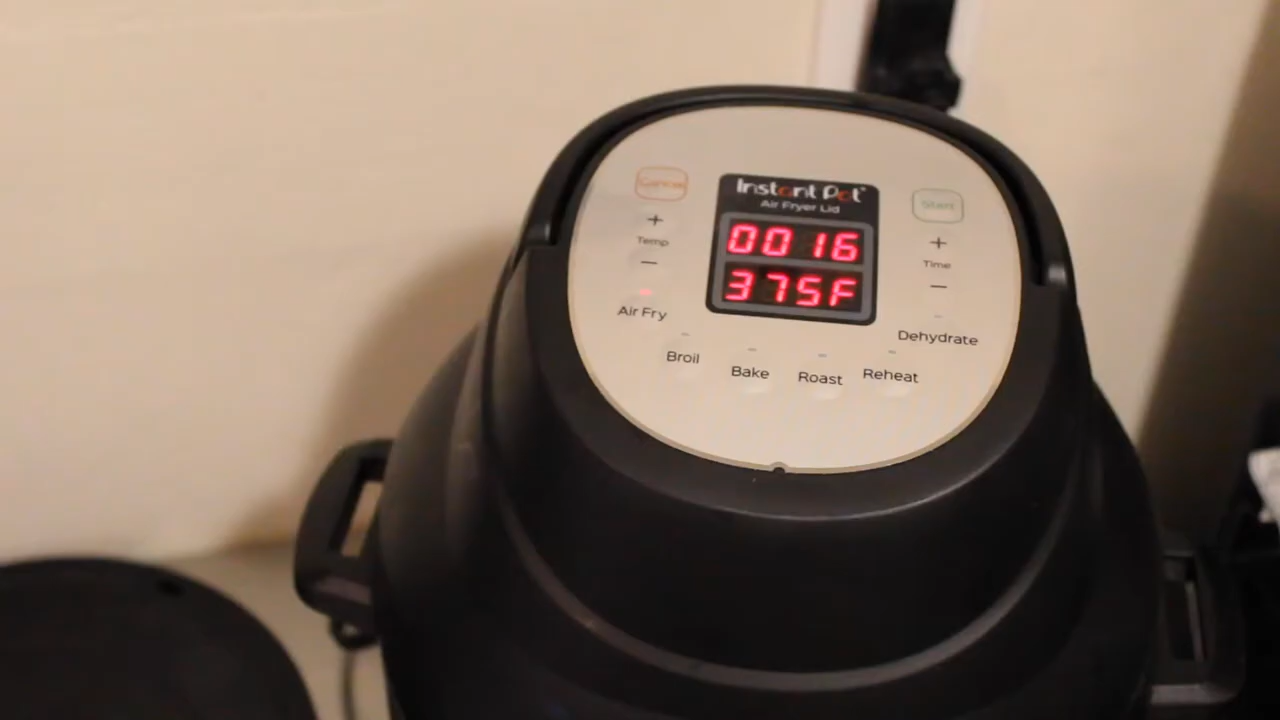 Cancel
Instant Pot
Air Fryer Lid
Start
+
Temp
−
0016
375F
+
Time
−
Air Fry
Broil
Bake
Roast
Reheat
Dehydrate